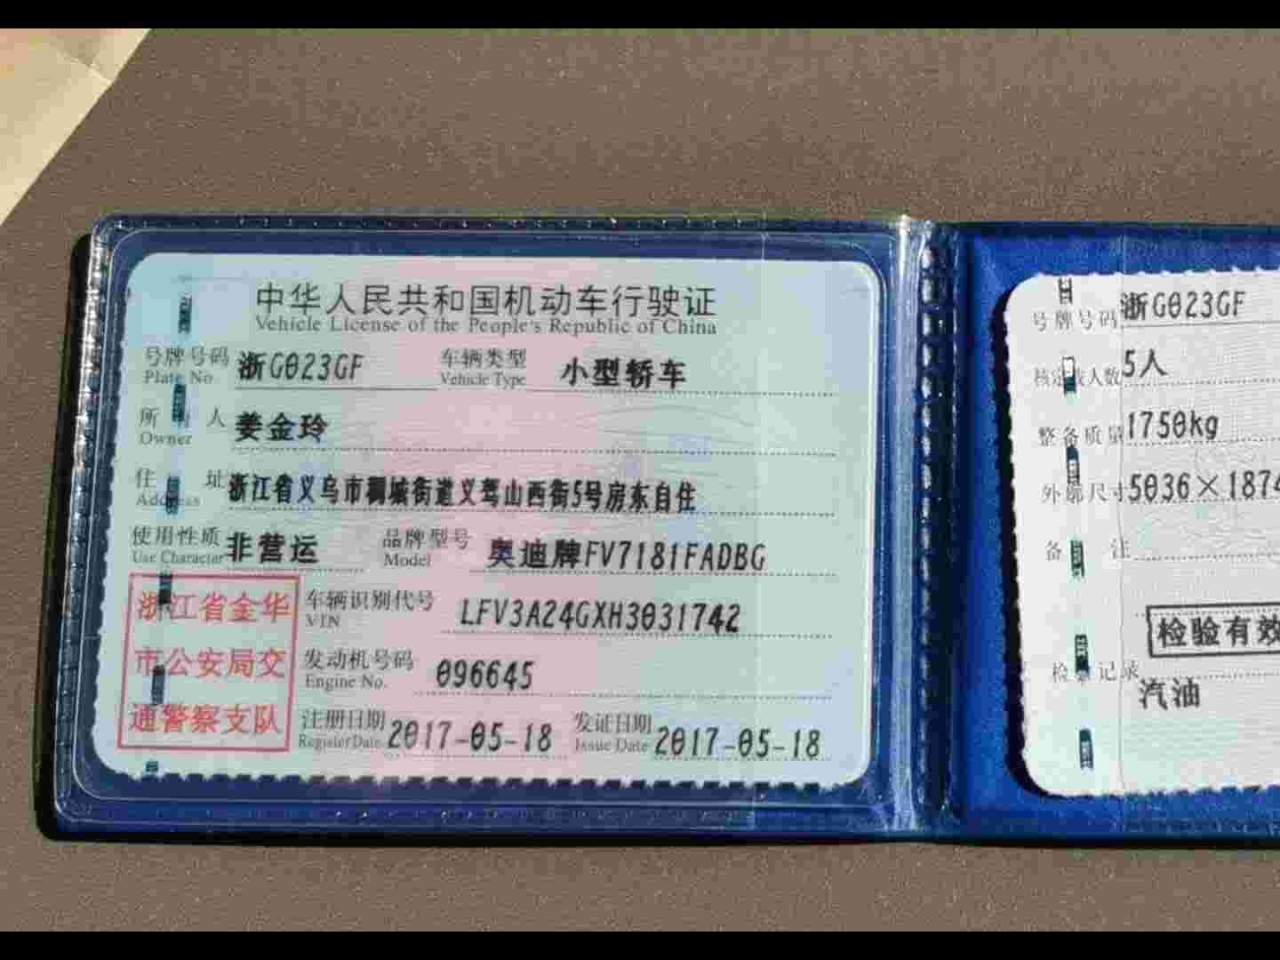 中华人民共和国机动车行驶证
Vehicle License of the People's Republic of China
号牌号码 浙G023GF 车辆类型 小型轿车
Plate No. Vehicle Type
所有人 姜金玲
Owner
住址 浙江省义乌市稠城街道义驾山西街5号房东自住
Address
使用性质 非营运 品牌型号 奥迪牌FV7181FADBG
Use Character Model
浙江省金华
市公安局交
通警察支队
车辆识别代号 LFV3A24GXH3031742
VIN
发动机号码 096645
Engine No.
注册日期 2017-05-18 发证日期 2017-05-18
Register Date Issue Date
号牌号码 浙G023GF
核定载人数 5人
整备质量 1750kg
外廓尺寸 5036×1874
备注
检验有效
检验记录
汽油